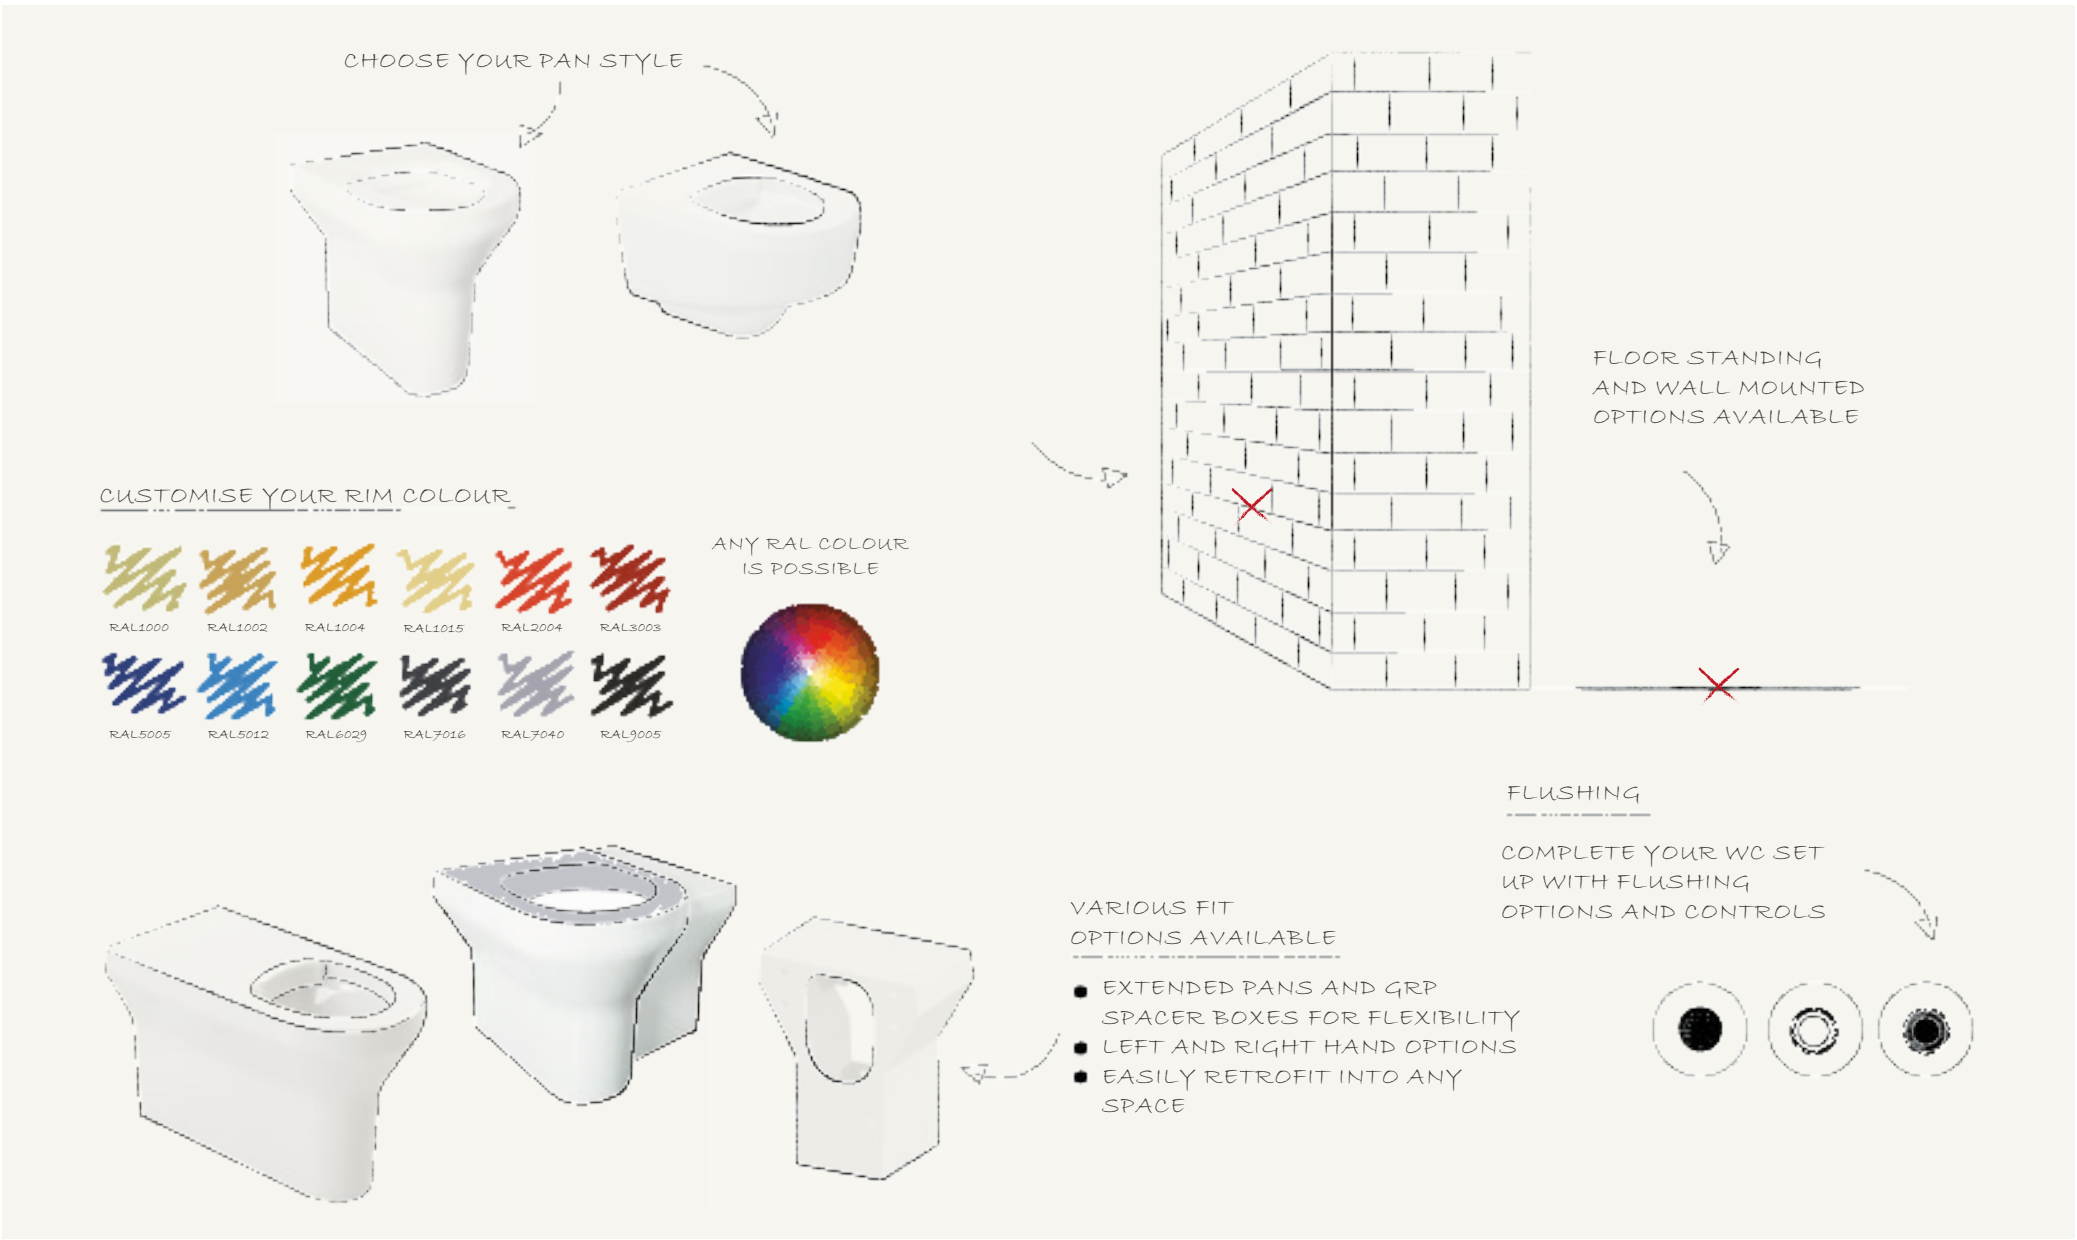 CHOOSE YOUR PAN STYLE
FLOOR STANDING
AND WALL MOUNTED
OPTIONS AVAILABLE
CUSTOMISE YOUR RIM COLOUR
ANY RAL COLOUR
IS POSSIBLE
RAL1000 RAL1002 RAL1004 RAL1015 RAL2004 RAL3003
RAL5005 RAL5012 RAL6029 RAL7016 RAL7040 RAL9005
FLUSHING
COMPLETE YOUR WC SET
UP WITH FLUSHING
OPTIONS AND CONTROLS
VARIOUS FIT
OPTIONS AVAILABLE
● EXTENDED PANS AND GRP
SPACER BOXES FOR FLEXIBILITY
● LEFT AND RIGHT HAND OPTIONS
● EASILY RETROFIT INTO ANY
SPACE